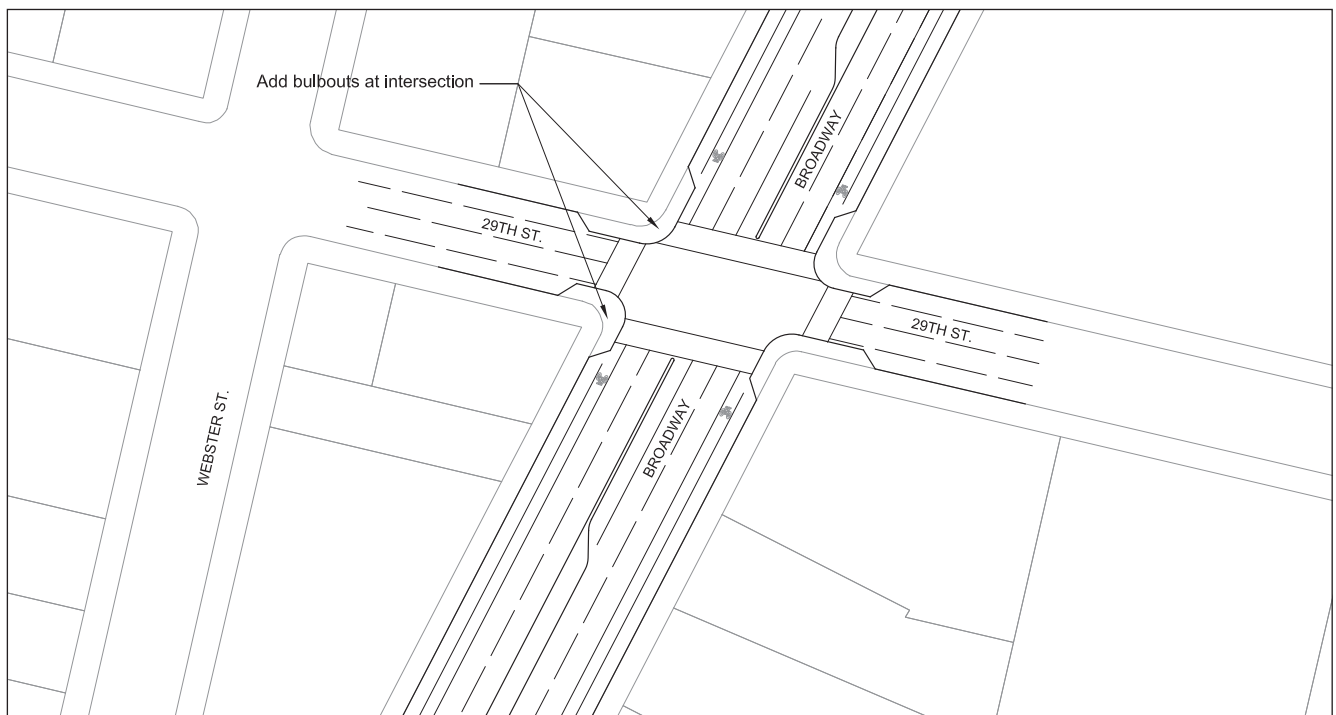 Add bulbouts at intersection
BROADWAY
29TH ST.
29TH ST.
WEBSTER ST.
BROADWAY